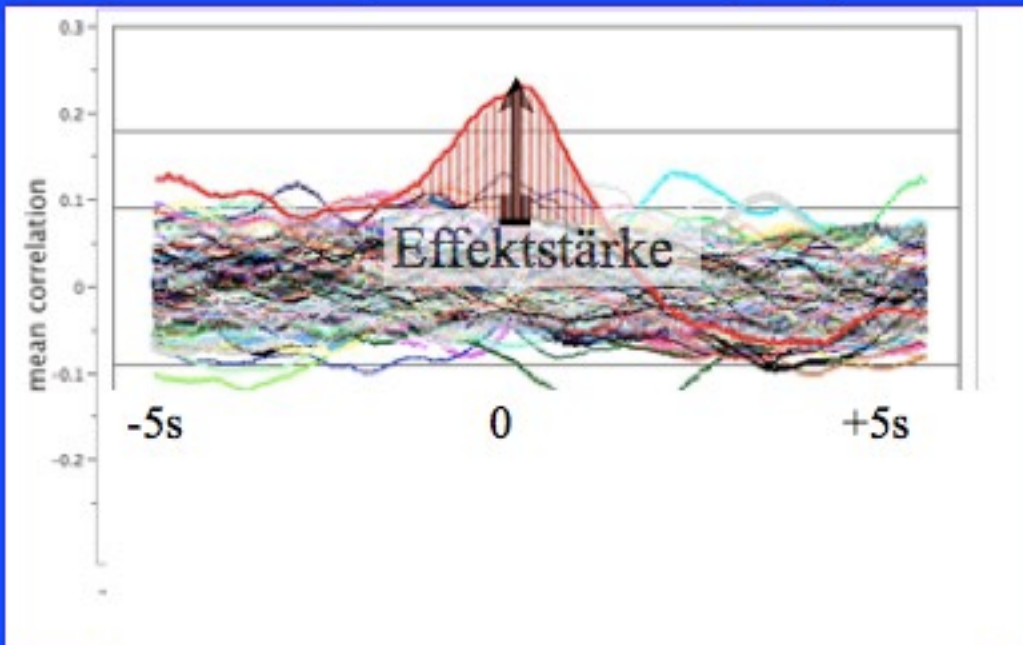 0.3
0.2
0.1
0
-0.1
-0.2
-
mean correlation
Effektstärke
-5s 0 +5s